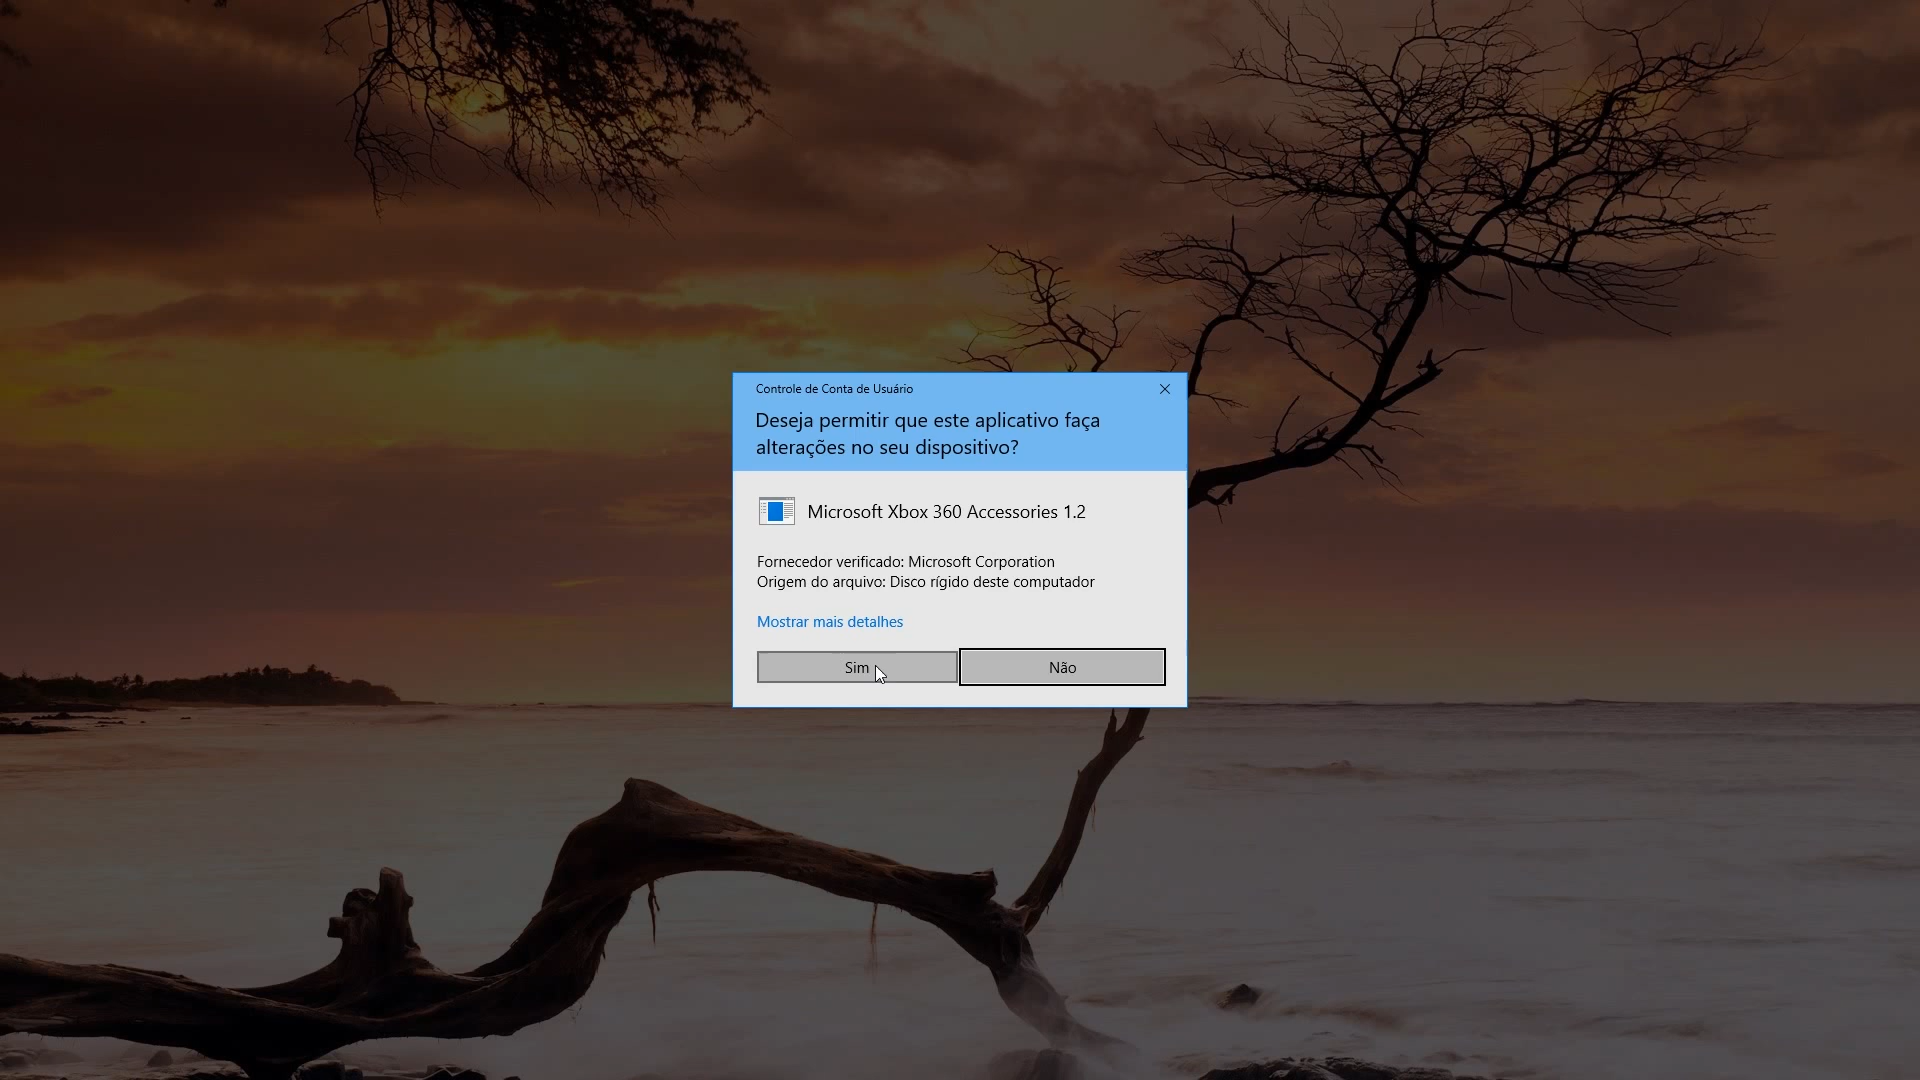 Controle de Conta de Usuário
Deseja permitir que este aplicativo faça
alterações no seu dispositivo?
Microsoft Xbox 360 Accessories 1.2
Fornecedor verificado: Microsoft Corporation
Origem do arquivo: Disco rígido deste computador
Mostrar mais detalhes
Sim
Não